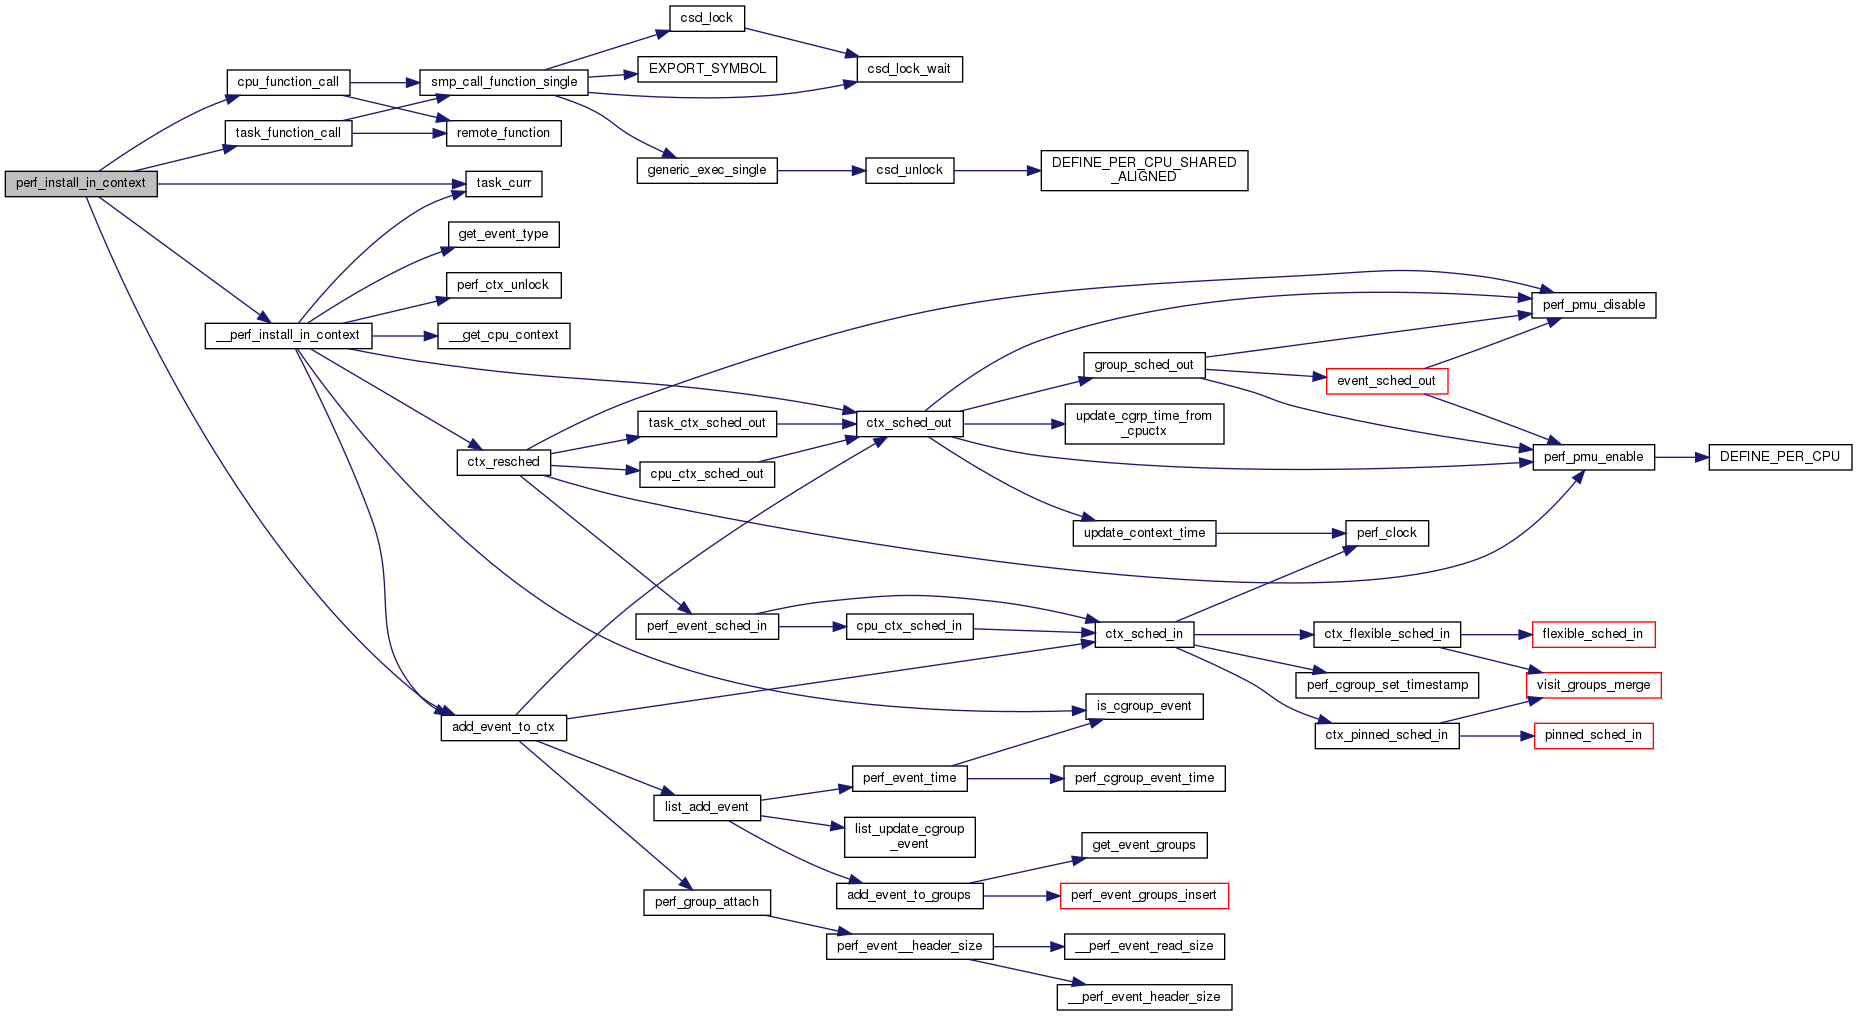 csd_lock
EXPORT_SYMBOL
csd_lock_wait
cpu_function_call
smp_call_function_single
task_function_call
remote_function
generic_exec_single
csd_unlock
DEFINE_PER_CPU_SHARED
_ALIGNED
perf_install_in_context
task_curr
get_event_type
perf_ctx_unlock
__perf_install_in_context
__get_cpu_context
perf_pmu_disable
group_sched_out
event_sched_out
task_ctx_sched_out
ctx_sched_out
update_cgrp_time_from
_cpuctx
ctx_resched
cpu_ctx_sched_out
perf_pmu_enable
DEFINE_PER_CPU
update_context_time
perf_clock
perf_event_sched_in
cpu_ctx_sched_in
ctx_sched_in
ctx_flexible_sched_in
flexible_sched_in
perf_cgroup_set_timestamp
visit_groups_merge
is_cgroup_event
add_event_to_ctx
ctx_pinned_sched_in
pinned_sched_in
perf_event_time
perf_cgroup_event_time
list_add_event
list_update_cgroup
_event
get_event_groups
add_event_to_groups
perf_event_groups_insert
perf_group_attach
perf_event__header_size
__perf_event_read_size
__perf_event_header_size